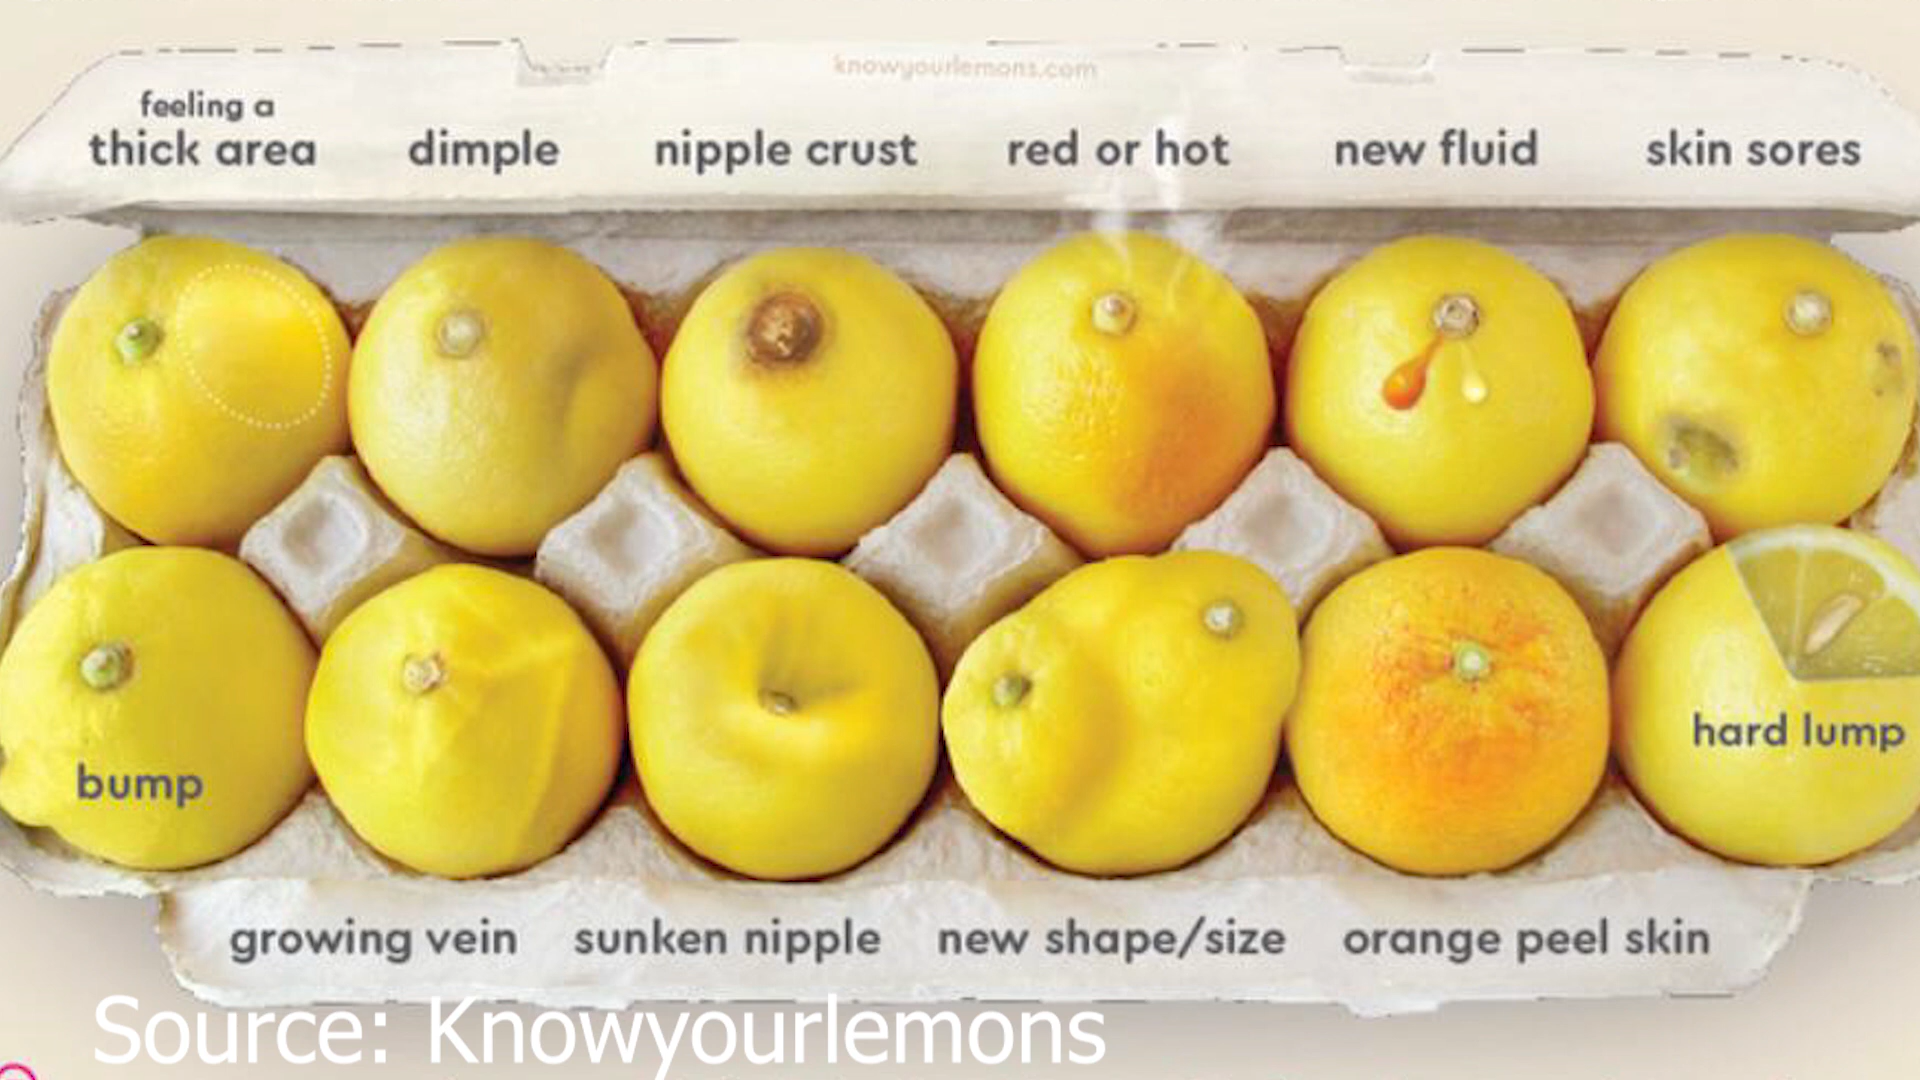 knowyourlemons.com
feeling a
thick area
dimple
nipple crust
red or hot
new fluid
skin sores
bump
hard lump
growing vein
sunken nipple
new shape/size
orange peel skin
Source: Knowyourlemons